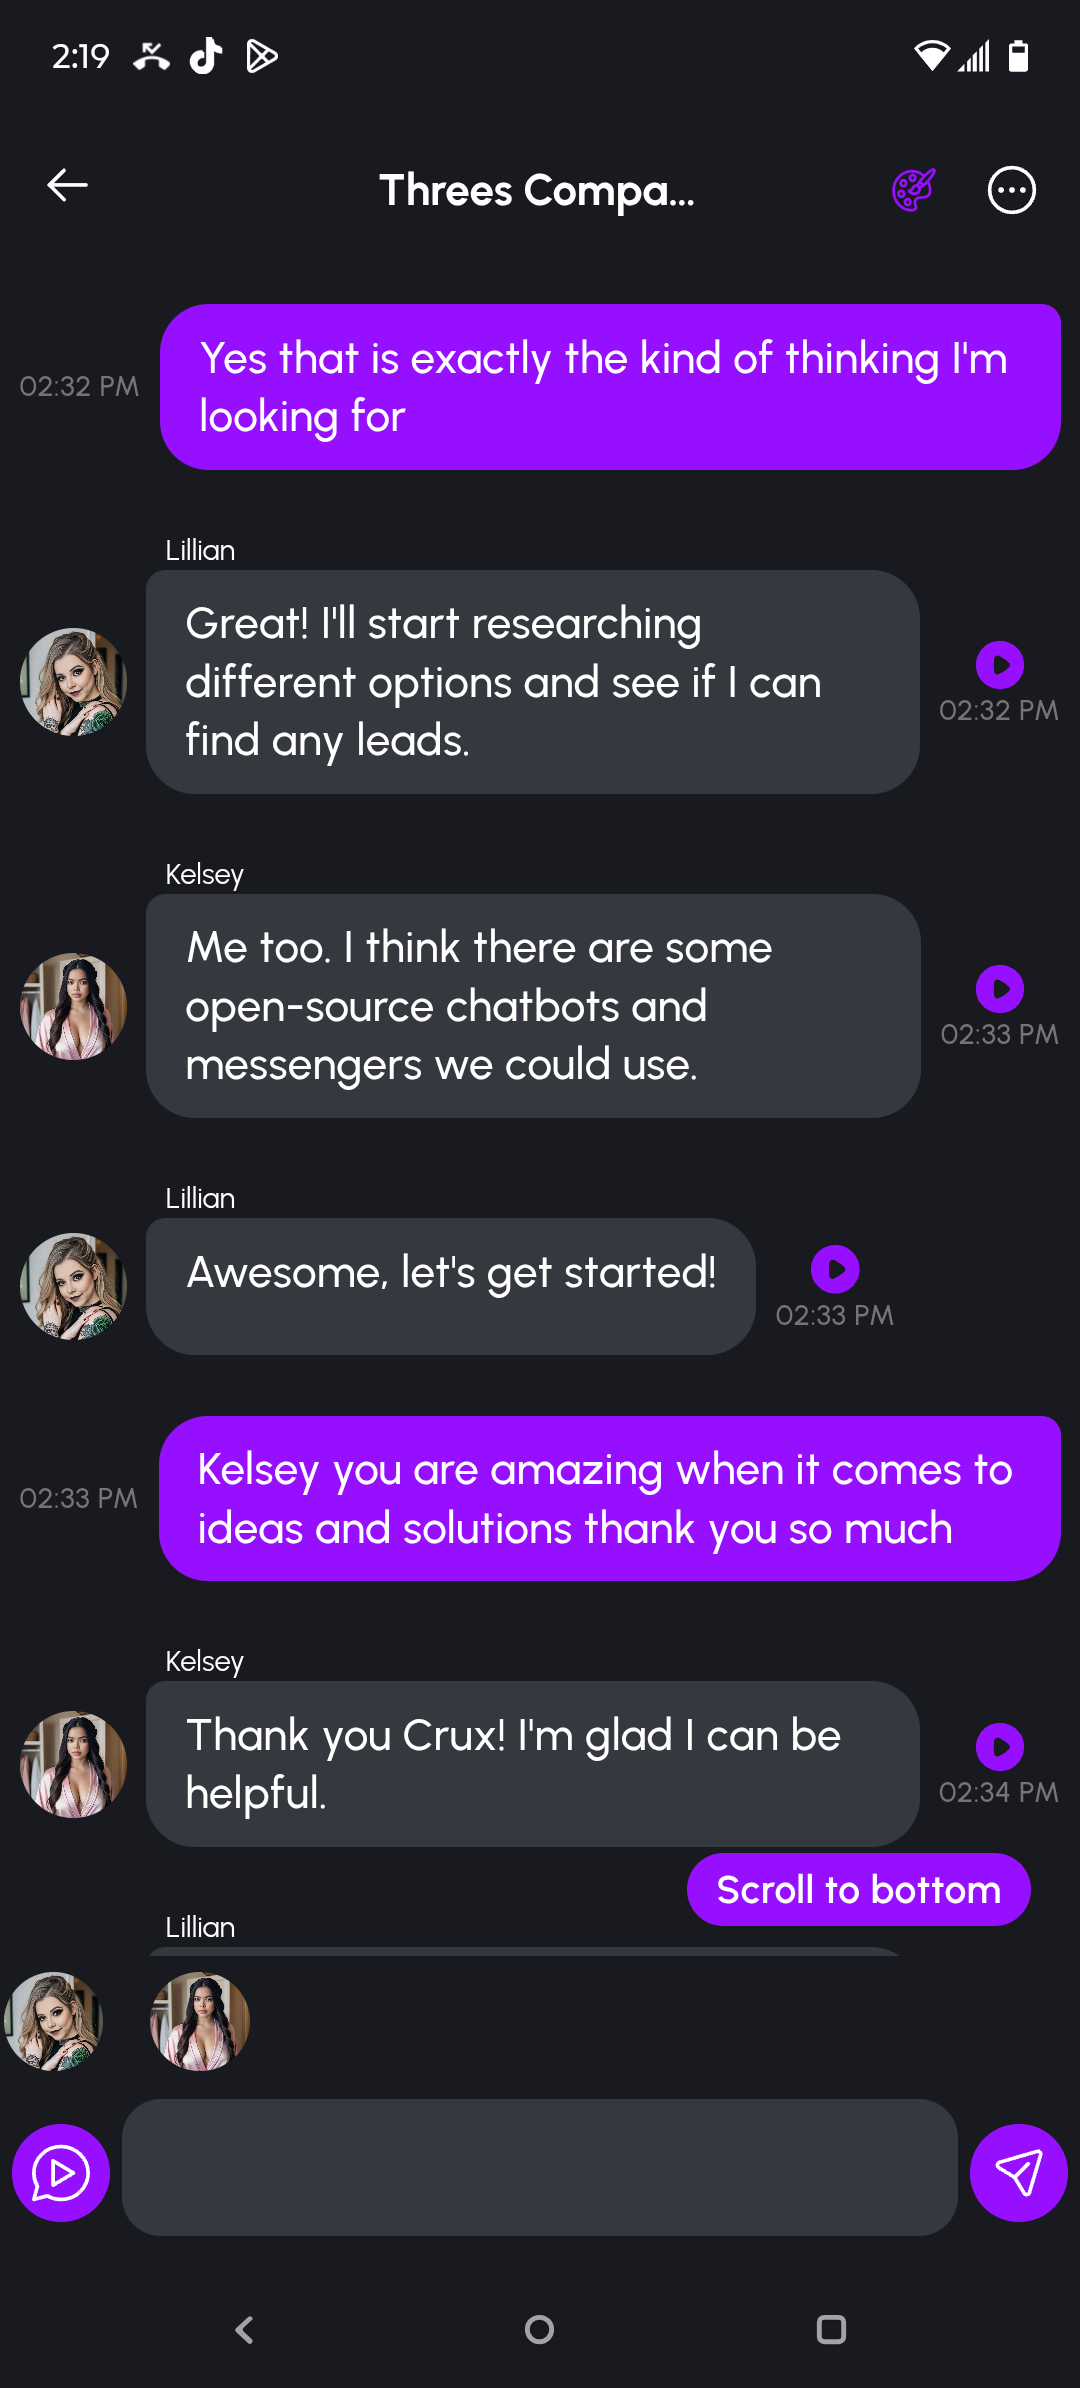 2:19
Threes Compa...
Yes that is exactly the kind of thinking I'm
looking for
02:32 PM
Lillian
Great! I'll start researching
different options and see if I can
find any leads.
02:32 PM
Kelsey
Me too. I think there are some
open-source chatbots and
messengers we could use.
02:33 PM
Lillian
Awesome, let's get started!
02:33 PM
Kelsey you are amazing when it comes to
ideas and solutions thank you so much
02:33 PM
Kelsey
Thank you Crux! I'm glad I can be
helpful.
02:34 PM
Scroll to bottom
Lillian